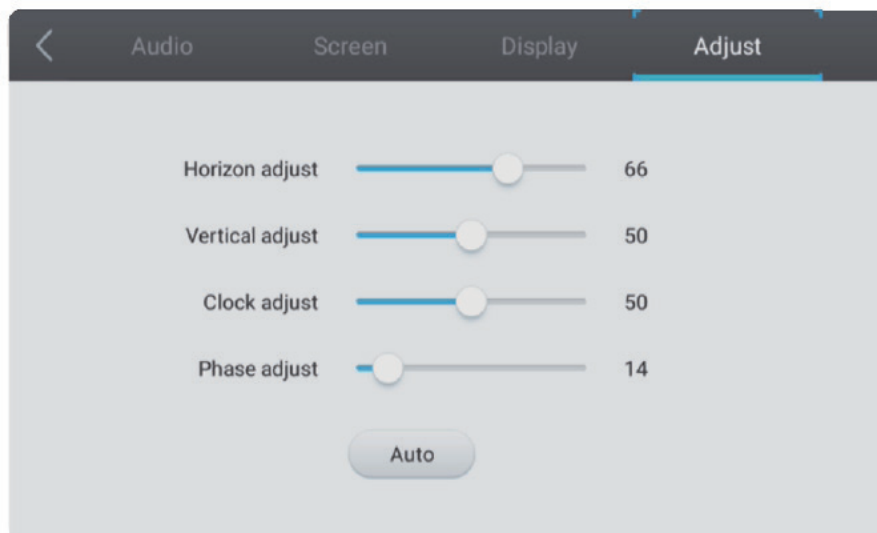 Audio Screen Display Adjust
Horizon adjust 66
Vertical adjust 50
Clock adjust 50
Phase adjust 14
Auto